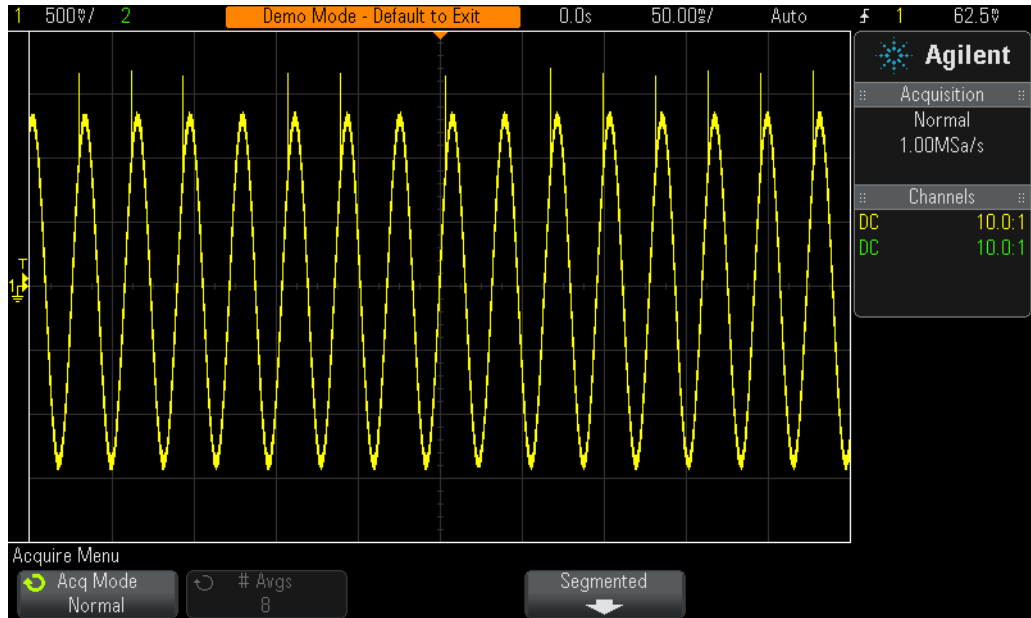 1 500mV/ 2 Demo Mode - Default to Exit 0.0s 50.00ms/ Auto 1 62.5mV
Agilent
Acquisition
Normal
1.00MSa/s
Channels
DC 10.0:1
DC 10.0:1
T
1
Acquire Menu
Acq Mode
Normal
# Avgs
8
Segmented